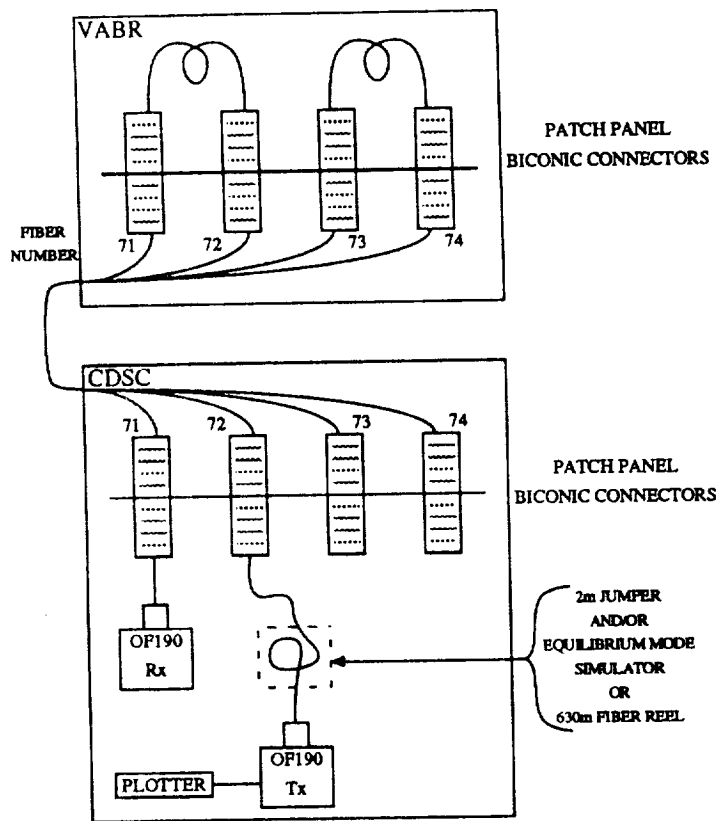 VABR
PATCH PANEL
BICONIC CONNECTORS
FIBER
NUMBER
71
72
73
74
CDSC
71
72
73
74
PATCH PANEL
BICONIC CONNECTORS
OF190
Rx
2m JUMPER
AND/OR
EQUILIBRIUM MODE
SIMULATOR
OR
630m FIBER REEL
OF190
Tx
PLOTTER